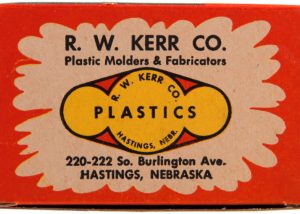 R. W. KERR CO.
Plastic Molders & Fabricators
R. W. KERR CO.
PLASTICS
HASTINGS, NEBR.
220-222 So. Burlington Ave.
HASTINGS, NEBRASKA